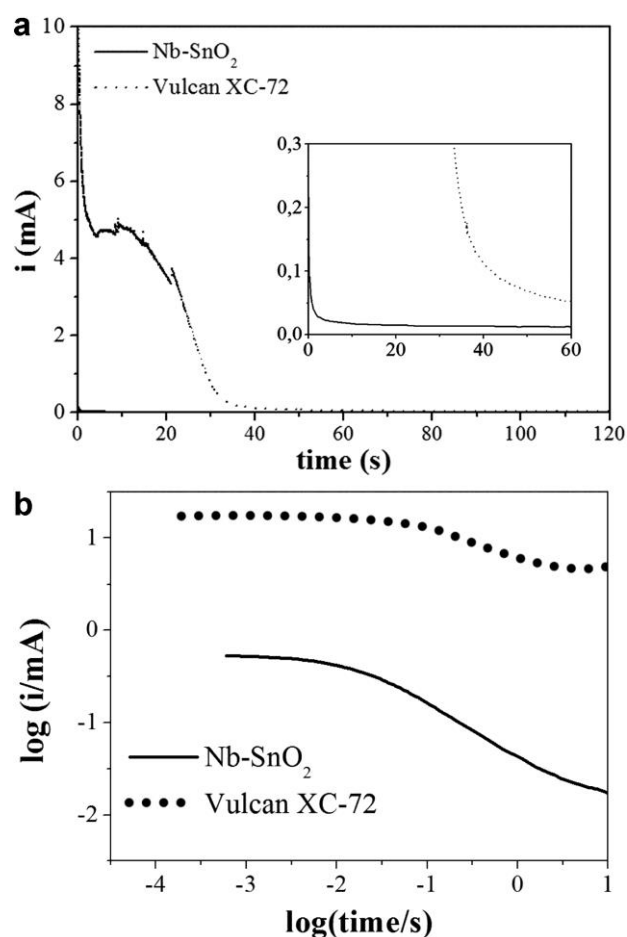 a
10
8
6
4
2
0
i (mA)
Nb-SnO₂
Vulcan XC-72
0,3
0,2
0,1
0,0
0 20 40 60
0 20 40 60 80 100 120
time (s)
b
1
0
-1
-2
log (i/mA)
Nb-SnO₂
Vulcan XC-72
-4 -3 -2 -1 0 1
log(time/s)